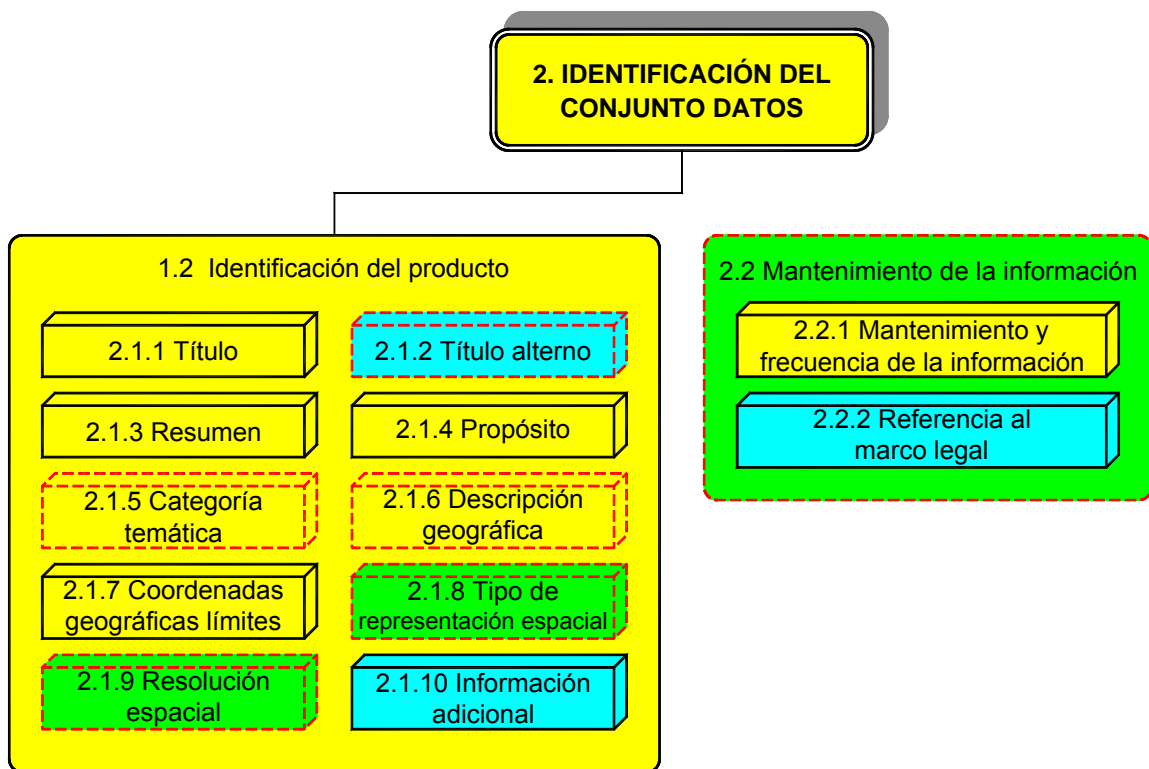 2. IDENTIFICACIÓN DEL
CONJUNTO DATOS
1.2 Identificación del producto
2.1.1 Título
2.1.2 Título alterno
2.1.3 Resumen
2.1.4 Propósito
2.1.5 Categoría
temática
2.1.6 Descripción
geográfica
2.1.7 Coordenadas
geográficas límites
2.1.8 Tipo de
representación espacial
2.1.9 Resolución
espacial
2.1.10 Información
adicional
2.2 Mantenimiento de la información
2.2.1 Mantenimiento y
frecuencia de la información
2.2.2 Referencia al
marco legal